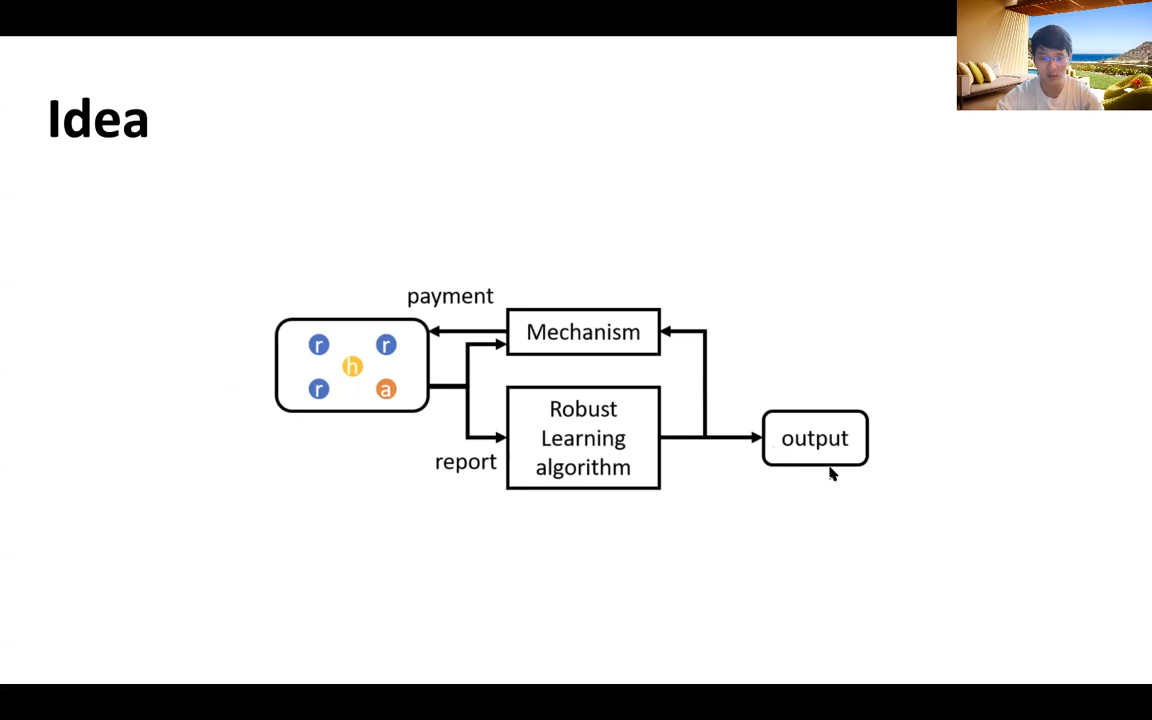 Idea
payment
Mechanism
r r
h
r a
Robust
Learning
algorithm
report
output